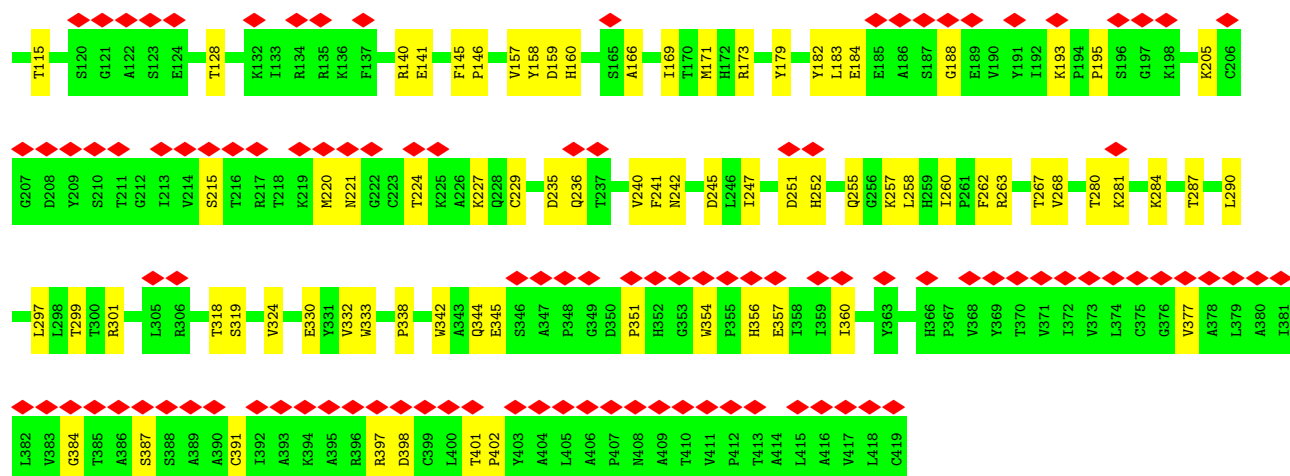 T115 S120 G121 A122 S123 E124 T128 K132 I133 R134 R135 K136 F137 R140 E141 F145 P146 V157 Y158 D159 H160 S165 A166 I169 T170 M171 H172 R173 Y179 Y182 L183 E184 E185 A186 S187 G188 E189 V190 Y191 I192 K193 P194 P195 S196 G197 K198 K205 C206
G207 D208 Y209 S210 T211 G212 I213 V214 S215 T216 R217 T218 K219 M220 N221 G222 G223 T224 K225 A226 K227 Q228 C229 D235 Q236 T237 V240 F241 N242 D245 L246 I247 D251 H252 Q255 G256 K257 L258 H259 I260 P261 F262 R263 T267 V268 T280 K281 K284 T287 L290
L297 L298 T299 T300 R301 L305 R306 T318 S319 V324 E330 Y331 V332 W333 P338 W342 A343 Q344 E345 S346 A347 P348 G349 D350 P351 H352 G353 W354 P355 H356 E357 I358 I359 I360 Y363 H366 P367 V368 Y369 T370 V371 I372 V373 L374 C375 G376 V377 A378 L379 A380 I381
L382 V383 G384 T385 A386 S387 S388 A389 A390 C391 I392 A393 K394 A395 R396 R397 D398 C399 L400 T401 P402 Y403 A404 L405 A406 P407 N408 A409 T410 V411 P412 T413 A414 L415 A416 V417 L418 C419